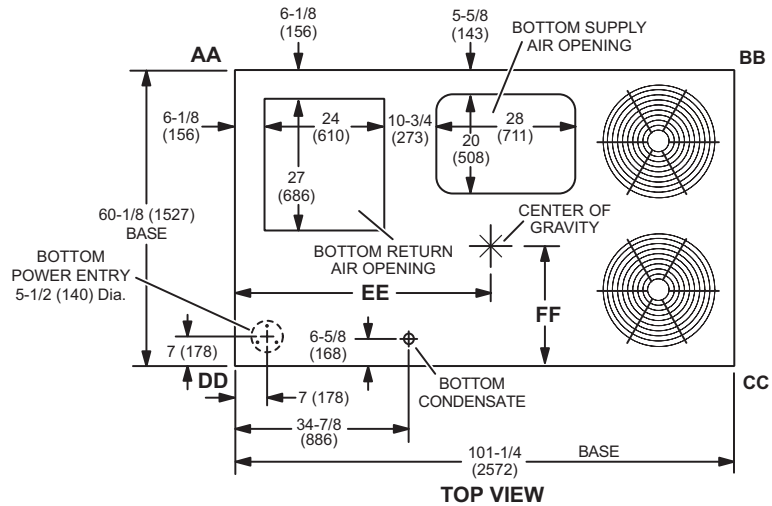 6-1/8
(156)
5-5/8
(143)
BOTTOM SUPPLY
AIR OPENING
AA
BB
6-1/8
(156)
24
(610)
10-3/4
(273)
28
(711)
20
(508)
27
(686)
60-1/8 (1527)
BASE
CENTER OF
GRAVITY
BOTTOM
POWER ENTRY
5-1/2 (140) Dia.
BOTTOM RETURN
AIR OPENING
EE
FF
6-5/8
(168)
7 (178)
DD
7 (178)
BOTTOM
CONDENSATE
CC
34-7/8
(886)
101-1/4
(2572)
BASE
TOP VIEW